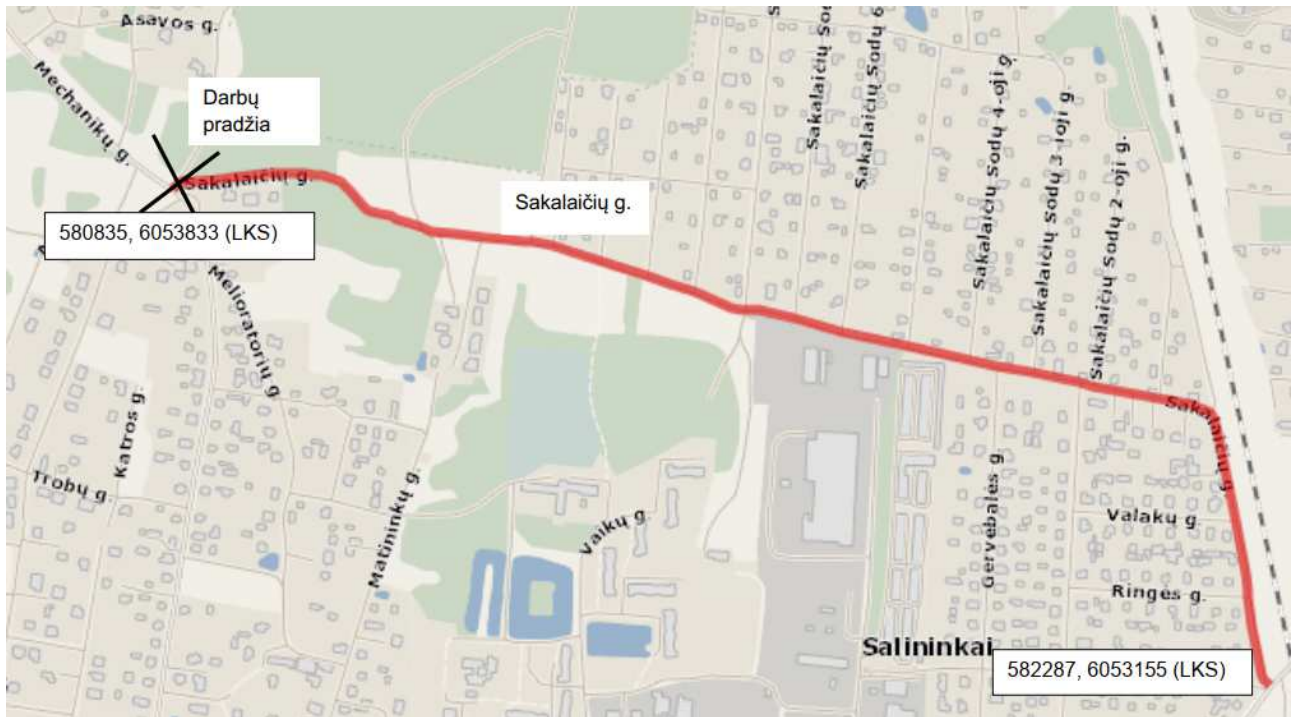 Asavos g.
Mechanikų g.
Darbų
pradžia
Sakalaičių g.
Sakalaičių g.
580835, 6053833 (LKS)
Melioratorių g.
Katros g.
Trobų g.
Matininkų g.
Vaikų g.
Sakalaičių Sodų 6
Sakalaičių Sodų 4-oji g.
Sakalaičių Sodų 3-ioji g.
Sakalaičių Sodų 2-oji g.
Sakalaičių g.
Gervėbalės g.
Valakų g.
Ringės g.
Salininkai
582287, 6053155 (LKS)